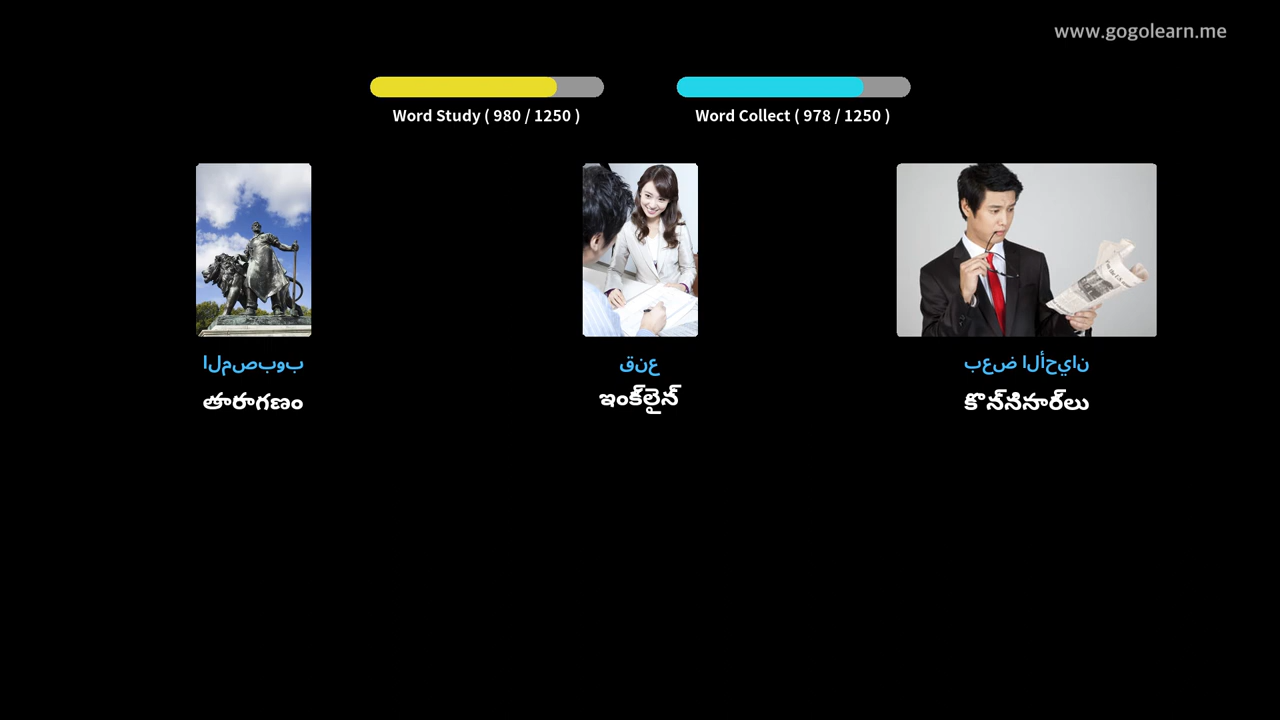 www.gogolearn.me
Word Study ( 980 / 1250 )
Word Collect ( 978 / 1250 )
المصبوب
قنع
بعض الأحيان
తారాగణం
ఇంక్‌లైన్
కొన్‌నిసార్‌లు